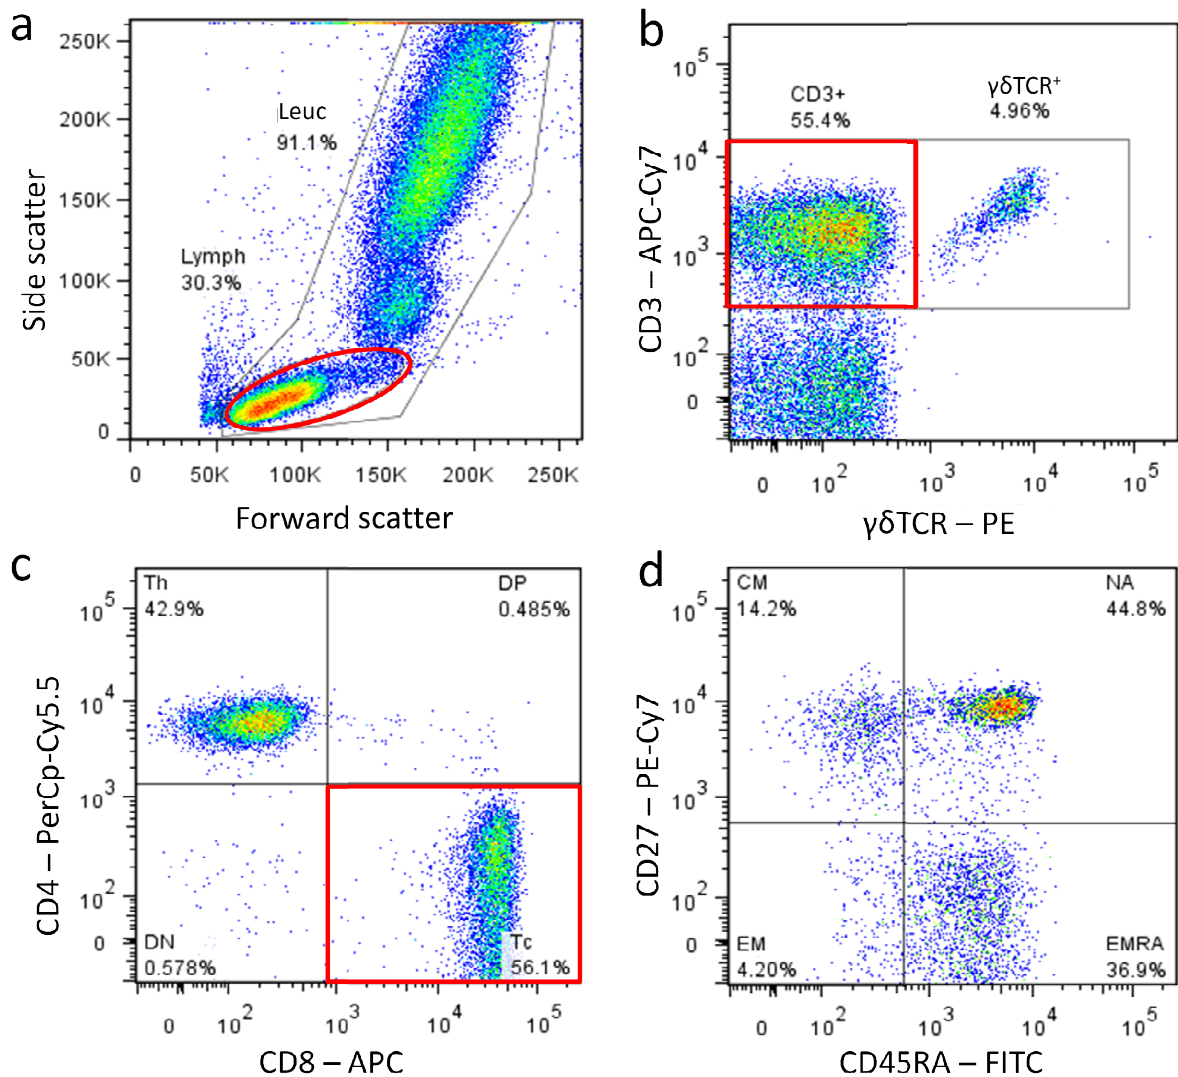 a
250K
200K
150K
100K
50K
0
Side scatter
Leuc
91.1%
Lymph
30.3%
0
50K
100K
150K
200K
250K
Forward scatter
b
10^5
10^4
10^3
10^2
0
CD3 – APC-Cy7
CD3+
55.4%
γδTCR+
4.96%
0
10^2
10^3
10^4
10^5
γδTCR – PE
c
10^5
10^4
10^3
10^2
0
CD4 – PerCp-Cy5.5
Th
42.9%
DP
0.485%
DN
0.578%
Tc
56.1%
0
10^2
10^3
10^4
10^5
CD8 – APC
d
10^5
10^4
10^3
10^2
0
CD27 – PE-Cy7
CM
14.2%
NA
44.8%
EM
4.20%
EMRA
36.9%
0
10^2
10^3
10^4
10^5
CD45RA – FITC